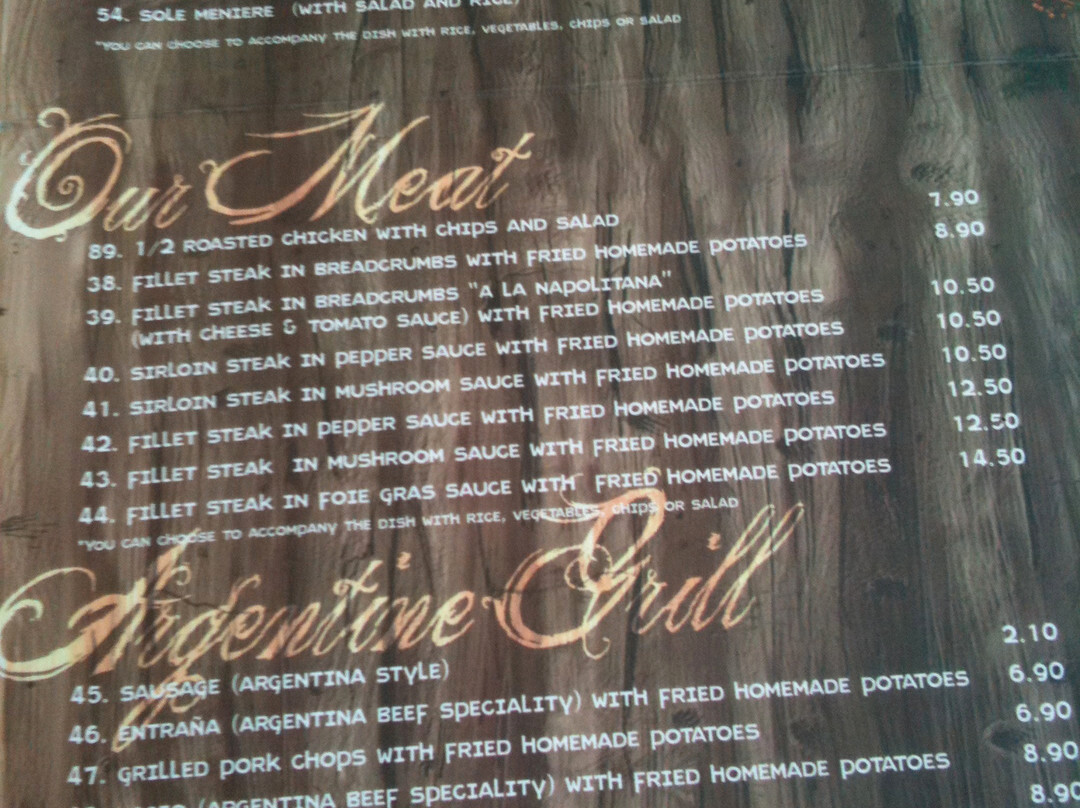 54. SOLE MENIERE (WITH SALAD AND RICE)
*YOU CAN CHOOSE TO ACCOMPANY THE DISH WITH RICE, VEGETABLES, CHIPS OR SALAD
Our Meat
89. 1/2 ROASTED CHICKEN WITH CHIPS AND SALAD 7.90
38. FILLET STEAK IN BREADCRUMBS WITH FRIED HOMEMADE POTATOES 8.90
39. FILLET STEAK IN BREADCRUMBS "A LA NAPOLITANA"
(WITH CHEESE & TOMATO SAUCE) WITH FRIED HOMEMADE POTATOES 10.50
40. SIRLOIN STEAK IN PEPPER SAUCE WITH FRIED HOMEMADE POTATOES 10.50
41. SIRLOIN STEAK IN MUSHROOM SAUCE WITH FRIED HOMEMADE POTATOES 10.50
42. FILLET STEAK IN PEPPER SAUCE WITH FRIED HOMEMADE POTATOES 12.50
43. FILLET STEAK IN MUSHROOM SAUCE WITH FRIED HOMEMADE POTATOES 12.50
44. FILLET STEAK IN FOIE GRAS SAUCE WITH FRIED HOMEMADE POTATOES 14.50
*YOU CAN CHOOSE TO ACCOMPANY THE DISH WITH RICE, VEGETABLES, CHIPS OR SALAD
Argentine Grill
45. SAUSAGE (ARGENTINA STYLE) 2.10
46. ENTRAÑA (ARGENTINA BEEF SPECIALITY) WITH FRIED HOMEMADE POTATOES 6.90
47. GRILLED PORK CHOPS WITH FRIED HOMEMADE POTATOES 6.90
(ARGENTINA BEEF SPECIALITY) WITH FRIED HOMEMADE POTATOES 8.90
8.90